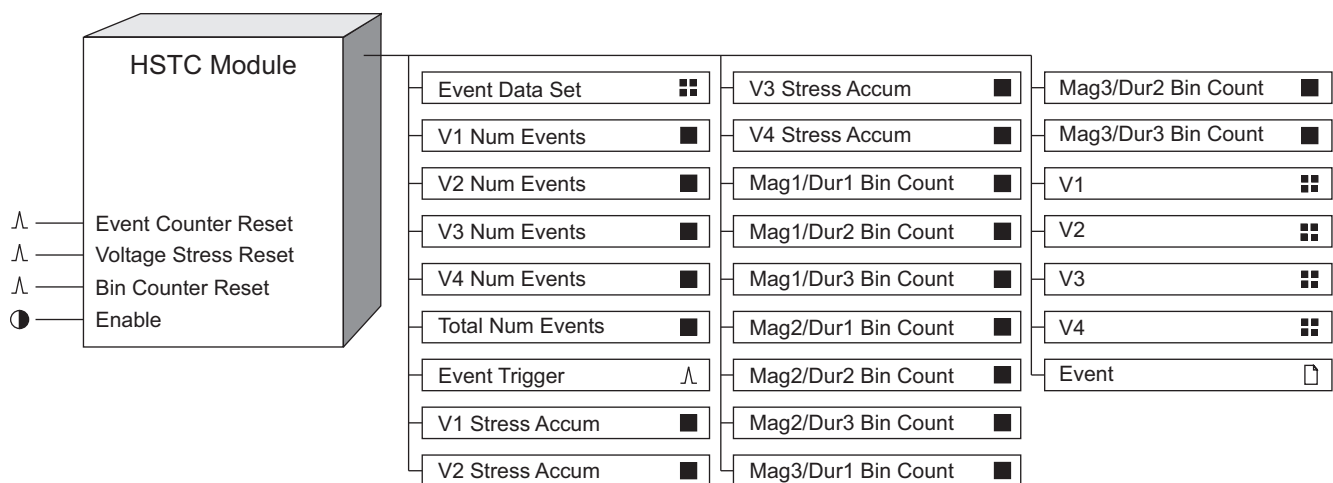 HSTC Module
Event Counter Reset
Voltage Stress Reset
Bin Counter Reset
Enable
Event Data Set
V1 Num Events
V2 Num Events
V3 Num Events
V4 Num Events
Total Num Events
Event Trigger
V1 Stress Accum
V2 Stress Accum
V3 Stress Accum
V4 Stress Accum
Mag1/Dur1 Bin Count
Mag1/Dur2 Bin Count
Mag1/Dur3 Bin Count
Mag2/Dur1 Bin Count
Mag2/Dur2 Bin Count
Mag2/Dur3 Bin Count
Mag3/Dur1 Bin Count
Mag3/Dur2 Bin Count
Mag3/Dur3 Bin Count
V1
V2
V3
V4
Event